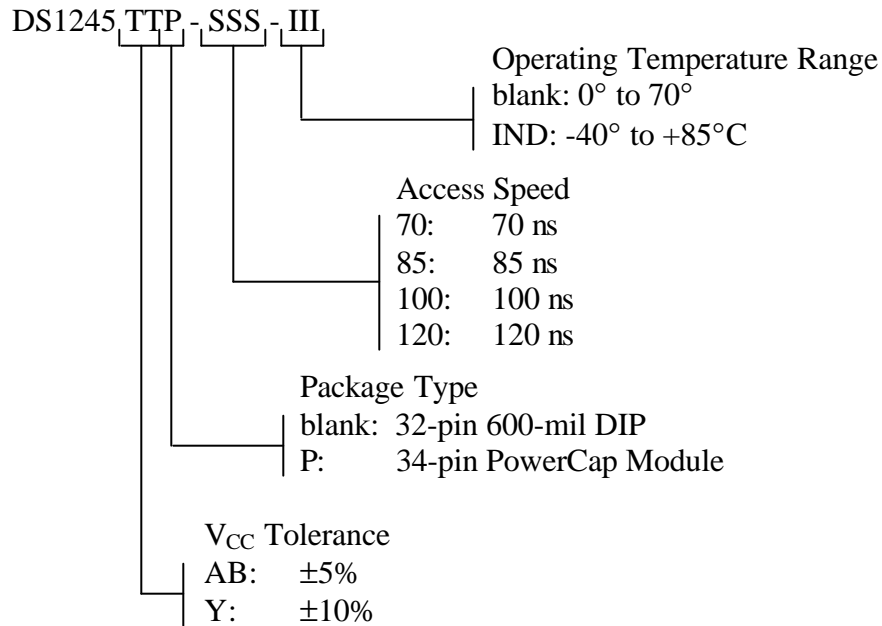 DS1245 TTP - SSS - III
Operating Temperature Range
blank: 0° to 70°
IND: -40° to +85°C
Access Speed
70: 70 ns
85: 85 ns
100: 100 ns
120: 120 ns
Package Type
blank: 32-pin 600-mil DIP
P: 34-pin PowerCap Module
VCC Tolerance
AB: ±5%
Y: ±10%